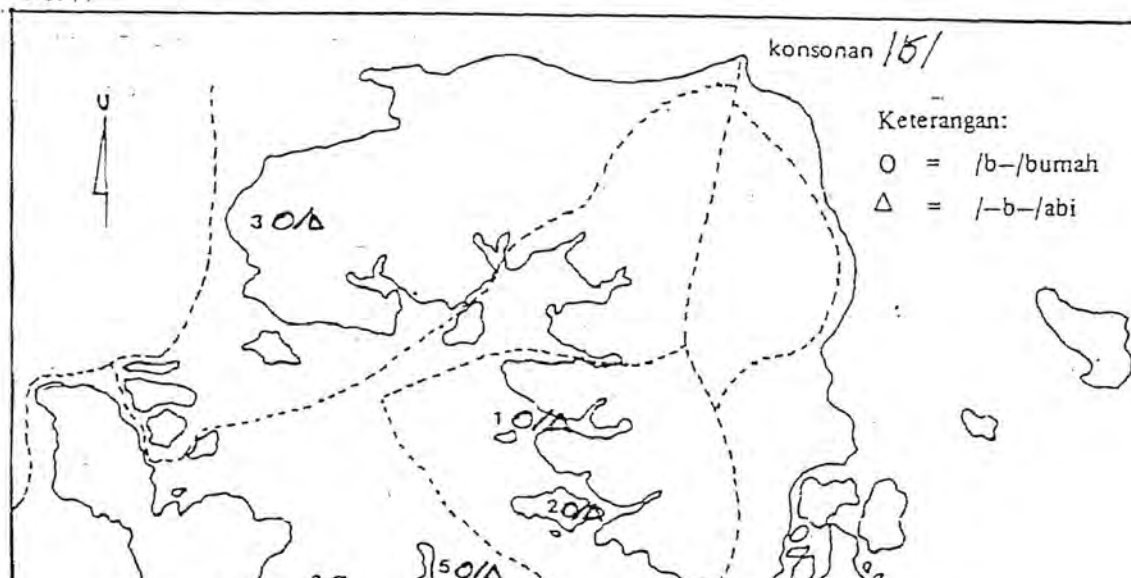 konsonan /b/
U
Keterangan:
O = /b–/bumah
Δ = /–b–/abi
3 O/Δ
1 O/Δ
2 O/Δ
5 O/Δ